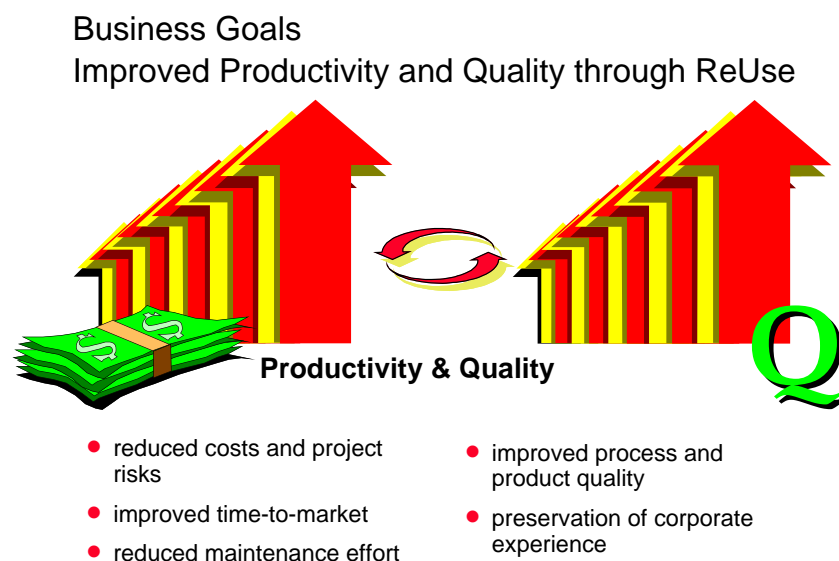 Business Goals
Improved Productivity and Quality through ReUse
$ $
Q
Productivity & Quality
• reduced costs and project
risks
• improved time-to-market
• reduced maintenance effort
• improved process and
product quality
• preservation of corporate
experience